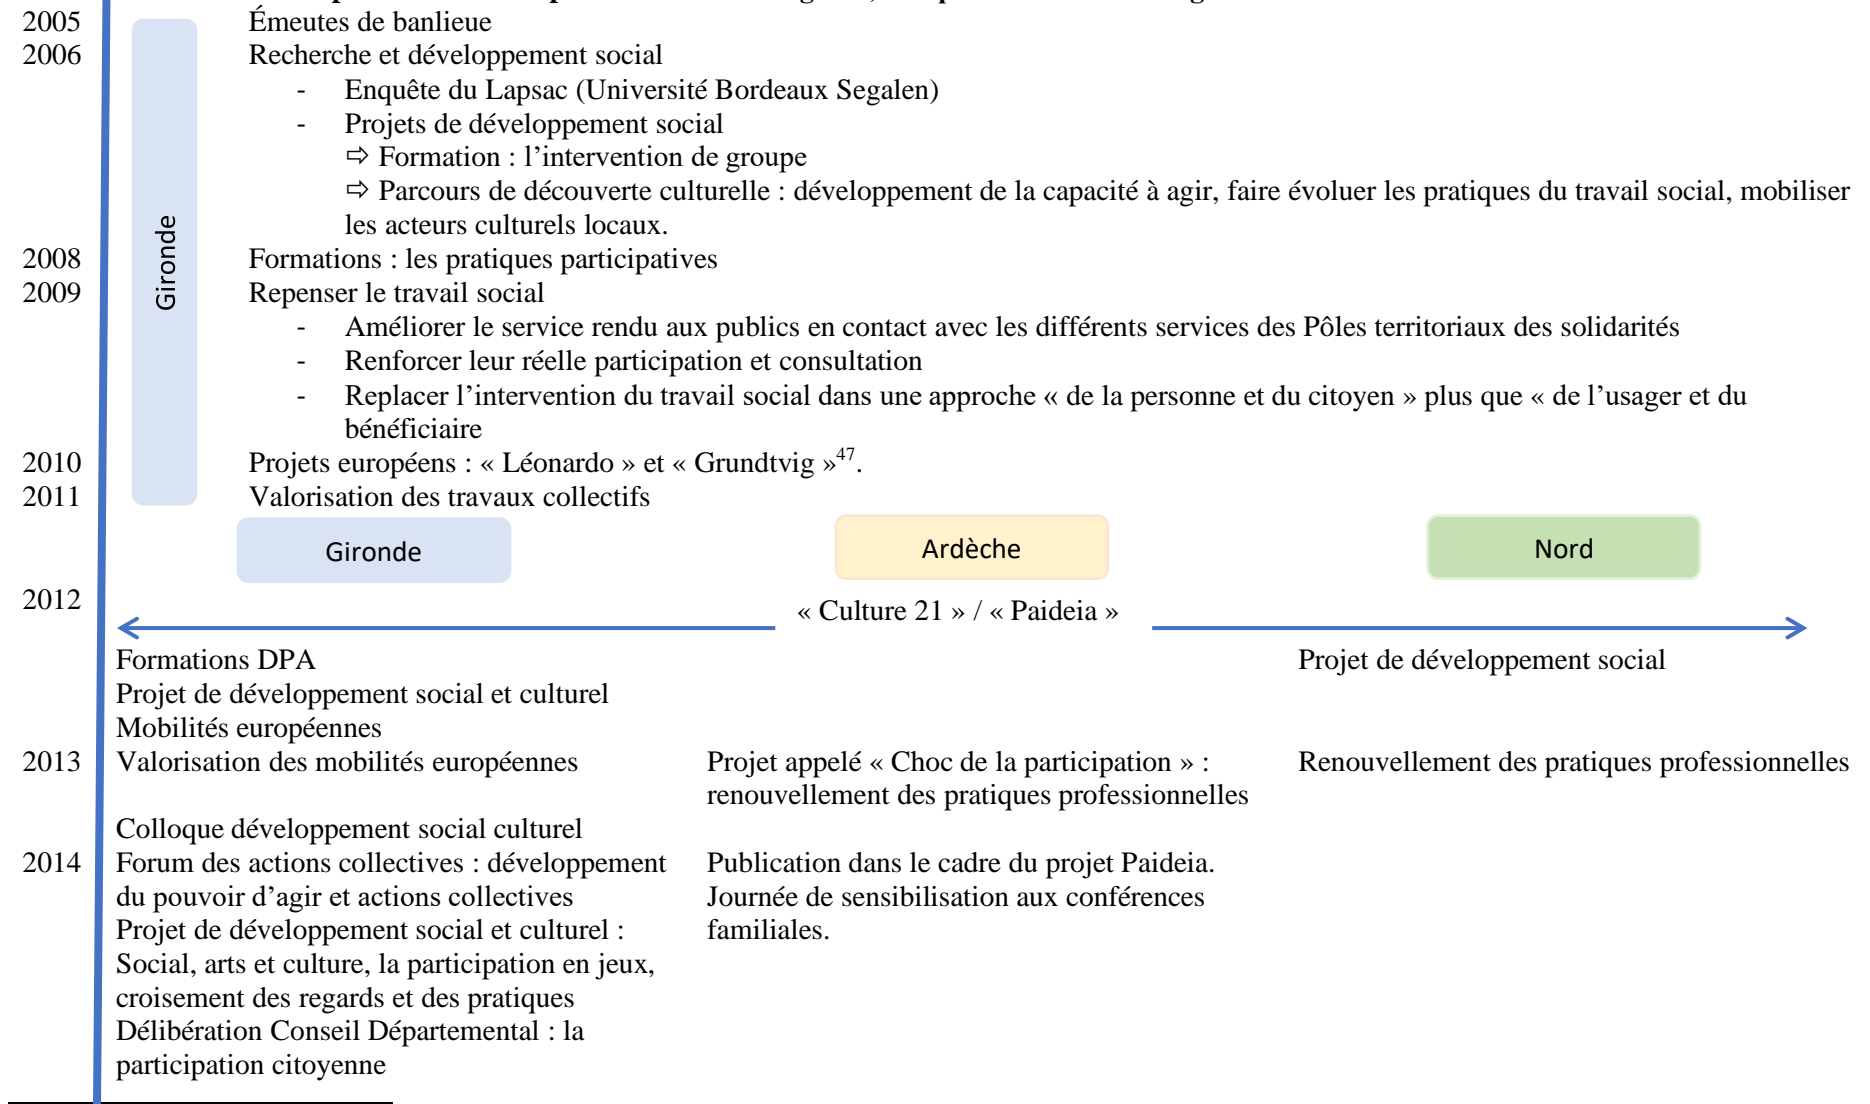 2005 Émeutes de banlieue
2006 Recherche et développement social
- Enquête du Lapsac (Université Bordeaux Segalen)
- Projets de développement social
⇨ Formation : l’intervention de groupe
⇨ Parcours de découverte culturelle : développement de la capacité à agir, faire évoluer les pratiques du travail social, mobiliser
les acteurs culturels locaux.
Gironde
2008 Formations : les pratiques participatives
2009 Repenser le travail social
- Améliorer le service rendu aux publics en contact avec les différents services des Pôles territoriaux des solidarités
- Renforcer leur réelle participation et consultation
- Replacer l’intervention du travail social dans une approche « de la personne et du citoyen » plus que « de l’usager et du
bénéficiaire
2010 Projets européens : « Léonardo » et « Grundtvig »47.
2011 Valorisation des travaux collectifs
Gironde Ardèche Nord
2012 « Culture 21 » / « Paideia »
Formations DPA Projet de développement social
Projet de développement social et culturel
Mobilités européennes
2013 Valorisation des mobilités européennes Projet appelé « Choc de la participation » : Renouvellement des pratiques professionnelles
renouvellement des pratiques professionnelles
Colloque développement social culturel
2014 Forum des actions collectives : développement Publication dans le cadre du projet Paideia.
du pouvoir d’agir et actions collectives Journée de sensibilisation aux conférences
Projet de développement social et culturel : familiales.
Social, arts et culture, la participation en jeux,
croisement des regards et des pratiques
Délibération Conseil Départemental : la
participation citoyenne